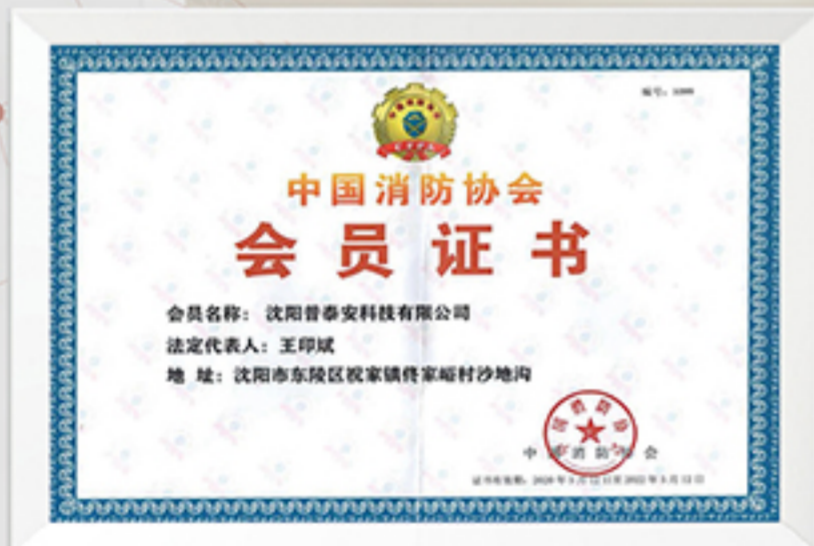 中国消防协会
会员证书
会员名称: 沈阳普泰安科技有限公司
法定代表人: 王印斌
地 址: 沈阳市东陵区祝家镇佟家峪村沙地沟
中国消防协会